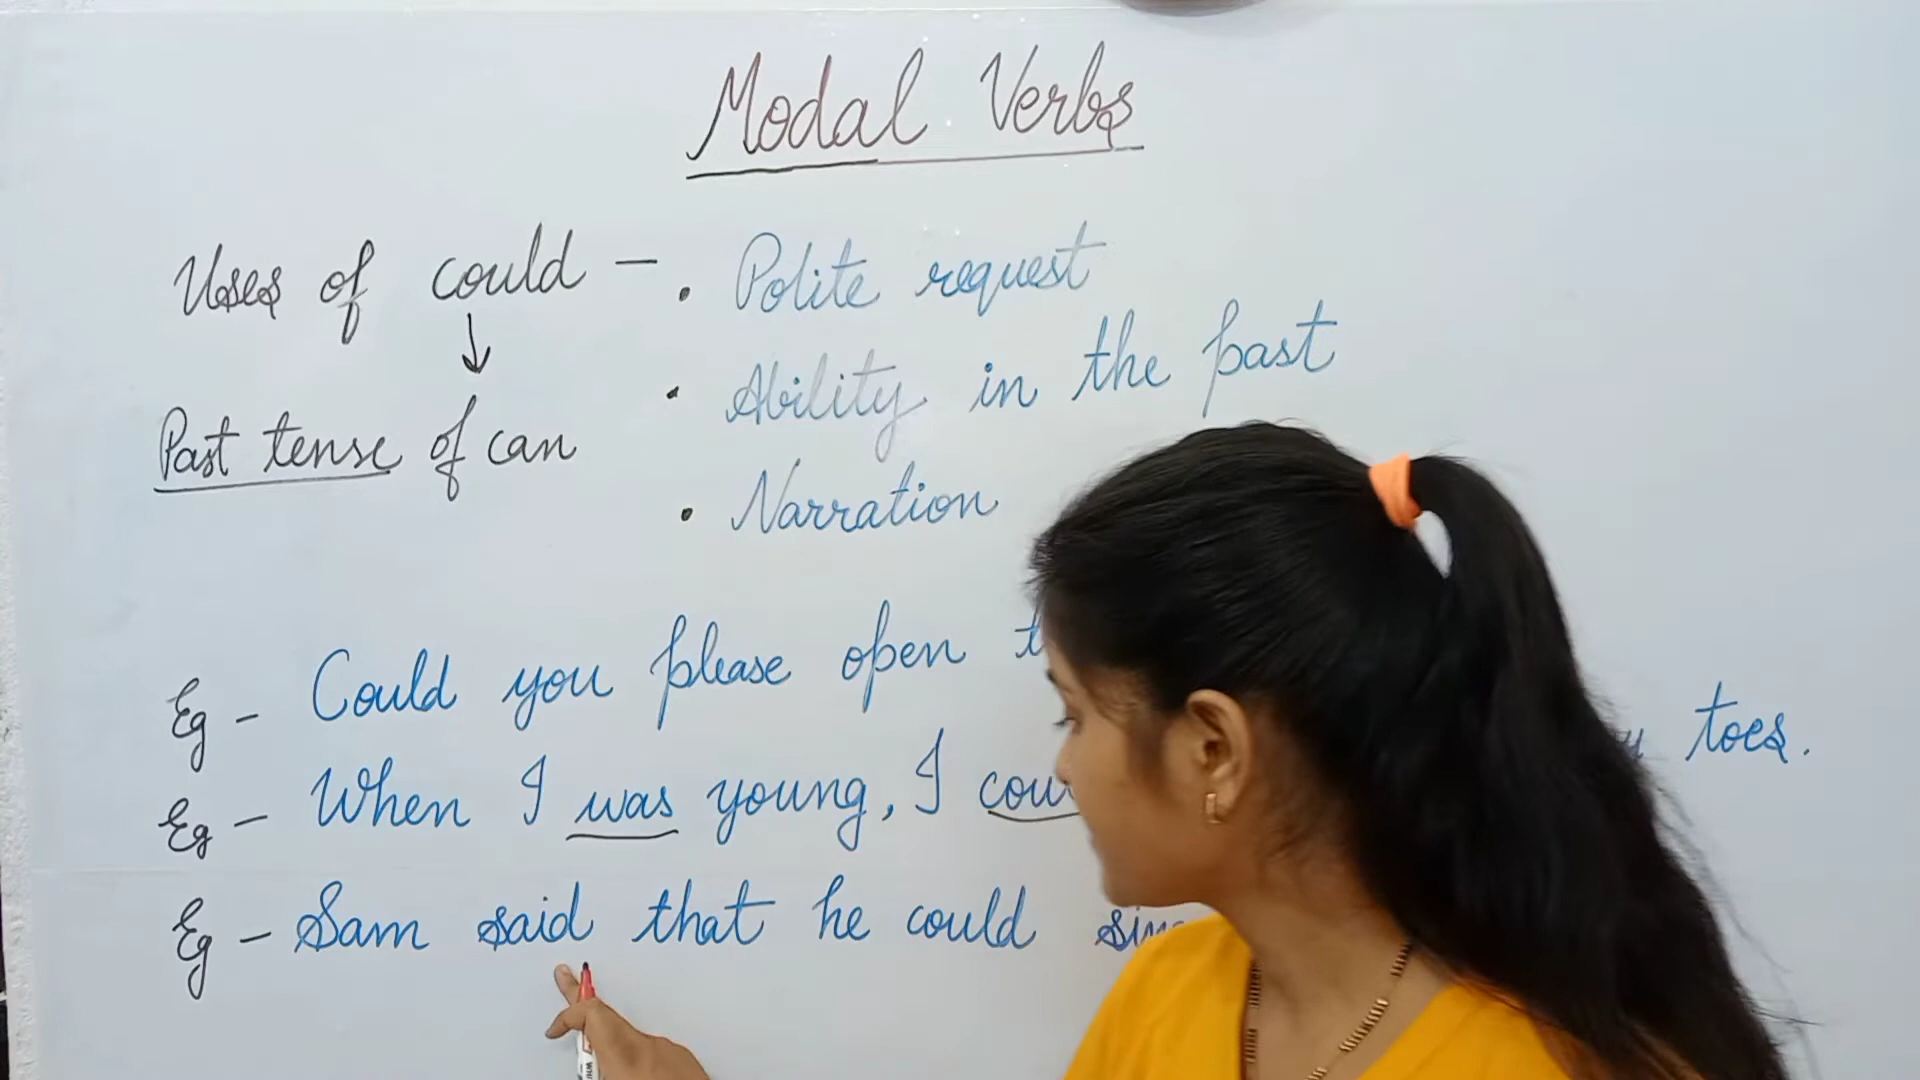 Modal Verbs
Uses of could – • Polite request
Past tense of can
• Ability in the past
• Narration
Eg – Could you please open
Eg – When I was young, I toes.
Eg – Sam said that he could